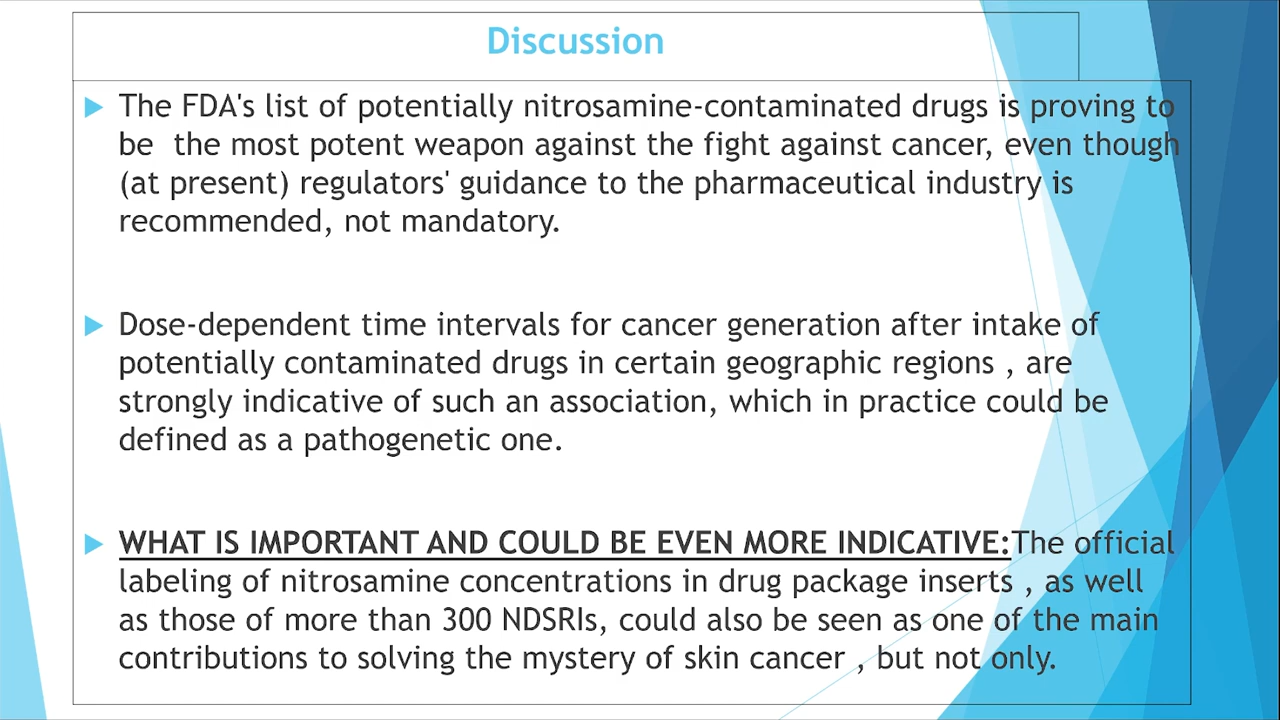 Discussion
The FDA's list of potentially nitrosamine-contaminated drugs is proving to
be  the most potent weapon against the fight against cancer, even though
(at present) regulators' guidance to the pharmaceutical industry is
recommended, not mandatory.
Dose-dependent time intervals for cancer generation after intake of
potentially contaminated drugs in certain geographic regions , are
strongly indicative of such an association, which in practice could be
defined as a pathogenetic one.
WHAT IS IMPORTANT AND COULD BE EVEN MORE INDICATIVE:The official
labeling of nitrosamine concentrations in drug package inserts , as well
as those of more than 300 NDSRIs, could also be seen as one of the main
contributions to solving the mystery of skin cancer , but not only.